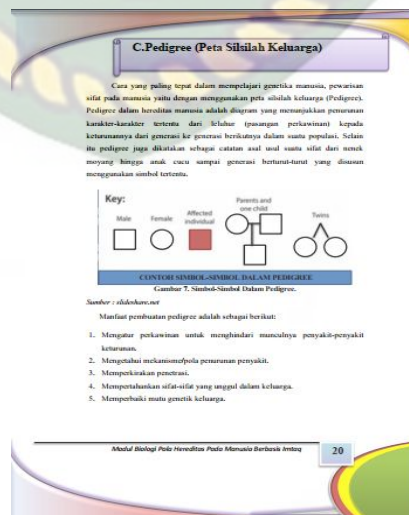 C.Pedigree (Peta Silsilah Keluarga)
Cara yang paling tepat dalam mempelajari genetika manusia, pewarisan
sifat pada manusia yaitu dengan menggunakan peta silsilah keluarga (Pedigree).
Pedigree dalam hereditas manusia adalah diagram yang menunjukkan penurunan
karakter-karakter tertentu dari leluhur (pasangan perkawinan) kepada
keturunannya dari generasi ke generasi berikutnya dalam suatu populasi. Selain
itu pedigree juga dikatakan sebagai catatan asal usul suatu sifat dari nenek
moyang hingga anak cucu sampai generasi berturut-turut yang disusun
menggunakan simbol tertentu.
Key:
Male
Female
Affected
individual
Parents and
one child
Twins
CONTOH SIMBOL-SIMBOL DALAM PEDIGREE
Gambar 7. Simbol-Simbol Dalam Pedigree.
Sumber : slideshare.net
Manfaat pembuatan pedigree adalah sebagai berikut:
1. Mengatur perkawinan untuk menghindari munculnya penyakit-penyakit
keturunan.
2. Mengetahui mekanisme/pola penurunan penyakit.
3. Memperkirakan penetrasi.
4. Mempertahankan sifat-sifat yang unggul dalam keluarga.
5. Memperbaiki mutu genetik keluarga.
Modul Biologi Pola Hereditas Pada Manusia Berbasis Imtaq
20